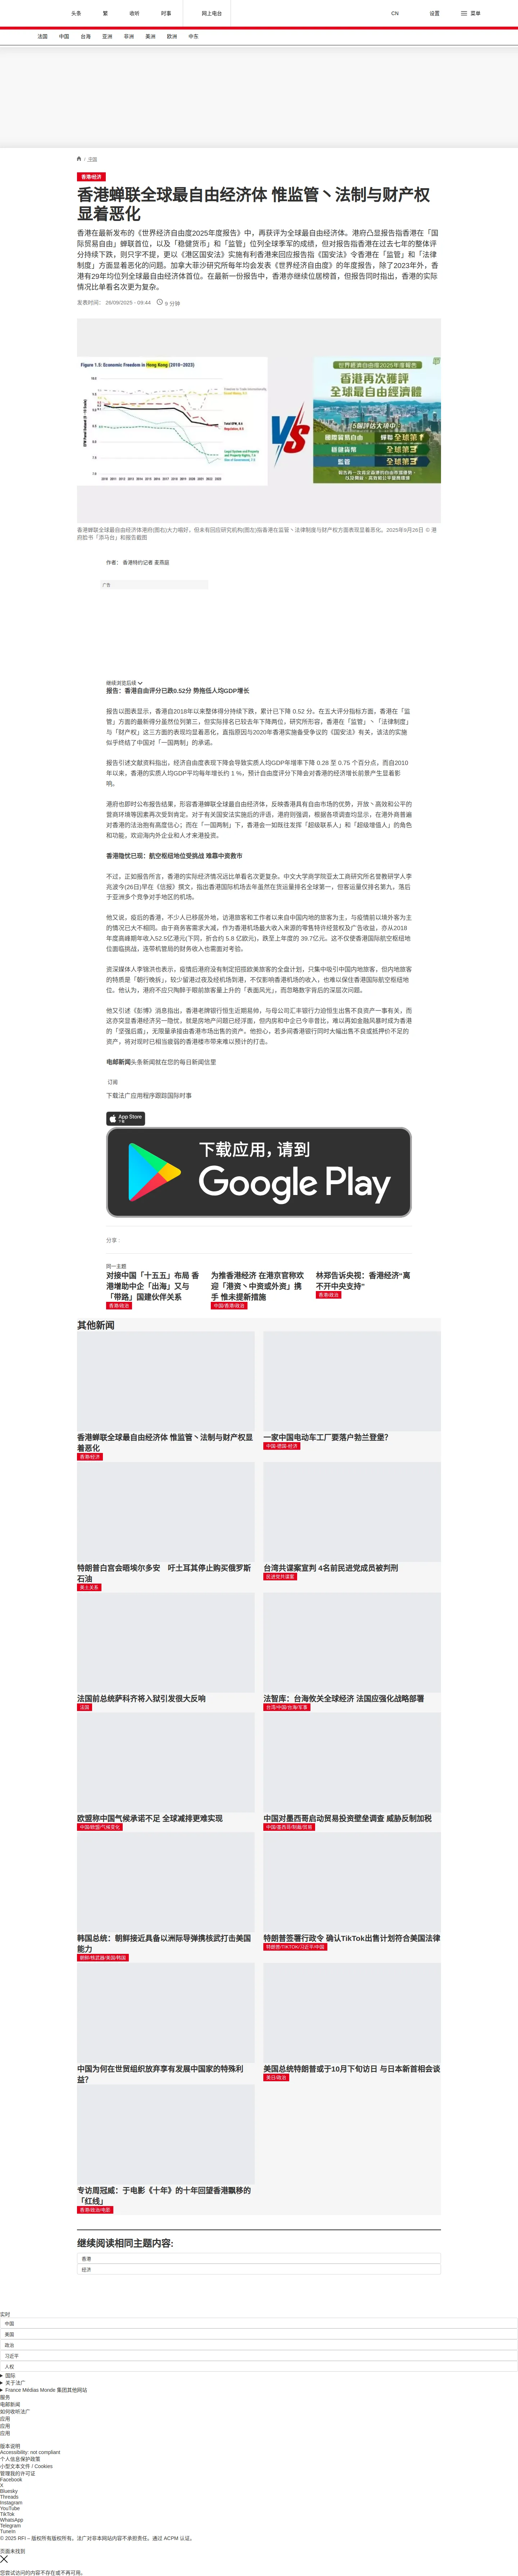 头条
繁
收听
时事
网上电台
CN
设置
菜单
法国
中国
台海
亚洲
非洲
美洲
欧洲
中东
/ 中国
香港/经济
香港蝉联全球最自由经济体 惟监管丶法制与财产权显着恶化
香港在最新发布的《世界经济自由度2025年度报告》中，再获评为全球最自由经济体。港府凸显报告指香港在「国际贸易自由」蝉联首位，以及「稳健货币」和「监管」位列全球季军的成绩，但对报告指香港在过去七年的整体评分持续下跌，则只字不提，更以《港区国安法》实施有利香港来回应报告指《国安法》令香港在「监管」和「法律制度」方面显着恶化的问题。加拿大菲沙研究所每年均会发表《世界经济自由度》的年度报告，除了2023年外，香港有29年均位列全球最自由经济体首位。在最新一份报告中，香港亦继续位居榜首，但报告同时指出，香港的实际情况比单看名次更为复杂。
发表时间： 26/09/2025 - 09:44
9 分钟
Figure 1.3: Economic Freedom in Hong Kong (2010–2023)
VS
世界經濟自由度2025年度報告
香港再次獲評
全球最自由經濟體
5個評估大項中
國際貿易自由 蟬聯 全球第1
穩健貨幣 全球第3
監管 全球第3
香港蝉联全球最自由经济体港府(图右)大力唱好，但未有回应研究机构(图左)指香港在监管丶法律制度与财产权方面表现显着恶化。2025年9月26日 © 港府脸书「添马台」和报告截图
作者： 香港特约记者 麦燕庭
广告
继续浏览后续
报告：香港自由评分已跌0.52分 势拖低人均GDP增长
报告以图表显示，香港自2018年以来整体得分持续下跌，累计已下降 0.52 分。在五大评分指标方面，香港在「监管」方面的最新得分虽然位列第三，但实际排名已较去年下降两位，研究所形容，香港在「监管」丶「法律制度」与「财产权」这三方面的表现均显着恶化，直指原因与2020年香港实施备受争议的《国安法》有关，该法的实施似乎终结了中国对「一国两制」的承诺。
报告引述文献资料指出，经济自由度表现下降会导致实质人均GDP年增率下降 0.28 至 0.75 个百分点，而自2010年以来，香港的实质人均GDP平均每年增长约 1 %，预计自由度评分下降会对香港的经济增长前景产生显着影响。
港府也即时公布报告结果，形容香港蝉联全球最自由经济体，反映香港具有自由市场的优势，开放丶高效和公平的营商环境等因素再次受到肯定。对于有关国安法实施后的评语，港府则强调，根据各项调查均显示，在港外商普遍对香港的法治抱有高度信心；而在「一国两制」下，香港会一如既往发挥「超级联系人」和「超级增值人」的角色和功能，欢迎海内外企业和人才来港投资。
香港隐忧已现：航空枢纽地位受挑战 难靠中资救市
不过，正如报告所言，香港的实际经济情况远比单看名次更复杂。中文大学商学院亚太工商研究所名誉教研学人李兆波今(26日)早在《信报》撰文，指出香港国际机场去年虽然在货运量排名全球第一，但客运量仅排名第九，落后于亚洲多个竞争对手地区的机场。
他又说，疫后的香港，不少人已移居外地，访港旅客和工作者以来自中国内地的旅客为主，与疫情前以境外客为主的情况已大不相同。由于商务客需求大减，作为香港机场最大收入来源的零售特许经营权及广告收益，亦从2018年度高峰期年收入52.5亿港元(下同，折合约 5.8 亿欧元)，跌至上年度的 39.7亿元。这不仅使香港国际航空枢纽地位面临挑战，连带机管局的财务收入也需面对考验。
资深媒体人李锦洪也表示，疫情后港府没有制定招揽欧美旅客的全盘计划，只集中吸引中国内地旅客，但内地旅客的特质是「朝行晚拆」，较少留港过夜及经机场到港，不仅影响香港机场的收入，也难以保住香港国际航空枢纽地位。他认为，港府不应只陶醉于眼前旅客量上升的「表面风光」，而忽略数字背后的深层次问题。
他又引述《彭博》消息指出，香港老牌银行恒生近期易帅，与母公司汇丰银行力迫恒生出售不良资产一事有关，而这亦突显香港经济另一隐忧，就是房地产问题已经浮面，但内房和中企已今非昔比，难以再如金融风暴时成为香港的「坚强后盾」，无限量承接由香港市场出售的资产。他担心，若多间香港银行同时大幅出售不良或抵押价不足的资产，将对现时已相当疲弱的香港楼市带来难以预计的打击。
电邮新闻头条新闻就在您的每日新闻信里
订阅
下载法广应用程序跟踪国际时事
App Store
下载
下载应用, 请到
Google Play
分享 :
同一主题
对接中国「十五五」布局 香港增助中企「出海」又与「带路」国建伙伴关系
香港/政治
为推香港经济 在港京官称欢迎「港资丶中资或外资」携手 惟未提新措施
中国/香港/政治
林郑告诉央视：香港经济“离不开中央支持”
香港/政治
其他新闻
香港蝉联全球最自由经济体 惟监管丶法制与财产权显着恶化
香港/经济
一家中国电动车工厂要落户勃兰登堡？
中国-德国-经济
特朗普白宫会晤埃尔多安 吁土耳其停止购买俄罗斯石油
美土关系
台湾共谍案宣判 4名前民进党成员被判刑
民进党共谍案
法国前总统萨科齐将入狱引发很大反响
法国
法智库：台海攸关全球经济 法国应强化战略部署
台湾/中国/台海/军事
欧盟称中国气候承诺不足 全球减排更难实现
中国/欧盟/气候变化
中国对墨西哥启动贸易投资壁垒调查 威胁反制加税
中国/墨西哥/制裁/贸易
韩国总统：朝鲜接近具备以洲际导弹携核武打击美国能力
朝鲜/核武器/美国/韩国
特朗普签署行政令 确认TikTok出售计划符合美国法律
特朗普/TIKTOK/习近平/中国
中国为何在世贸组织放弃享有发展中国家的特殊利益？
美国总统特朗普或于10月下旬访日 与日本新首相会谈
美日/政治
专访周冠威：于电影《十年》的十年回望香港飘移的「红线」
香港/政治/电影
继续阅读相同主题内容:
香港
经济
实时
中国
美国
政治
习近平
人权
国际
关于法广
France Médias Monde 集团其他网站
服务
电邮新闻
如何收听法广
应用
应用
应用
版本说明
Accessibility: not compliant
个人信息保护政策
小型文本文件 / Cookies
管理我的许可证
Facebook
X
Bluesky
Threads
Instagram
YouTube
TikTok
WhatsApp
Telegram
TuneIn
© 2025 RFI – 版权所有版权所有。法广对非本网站内容不承担责任。通过 ACPM 认证。
页面未找到
您尝试访问的内容不存在或不再可用。